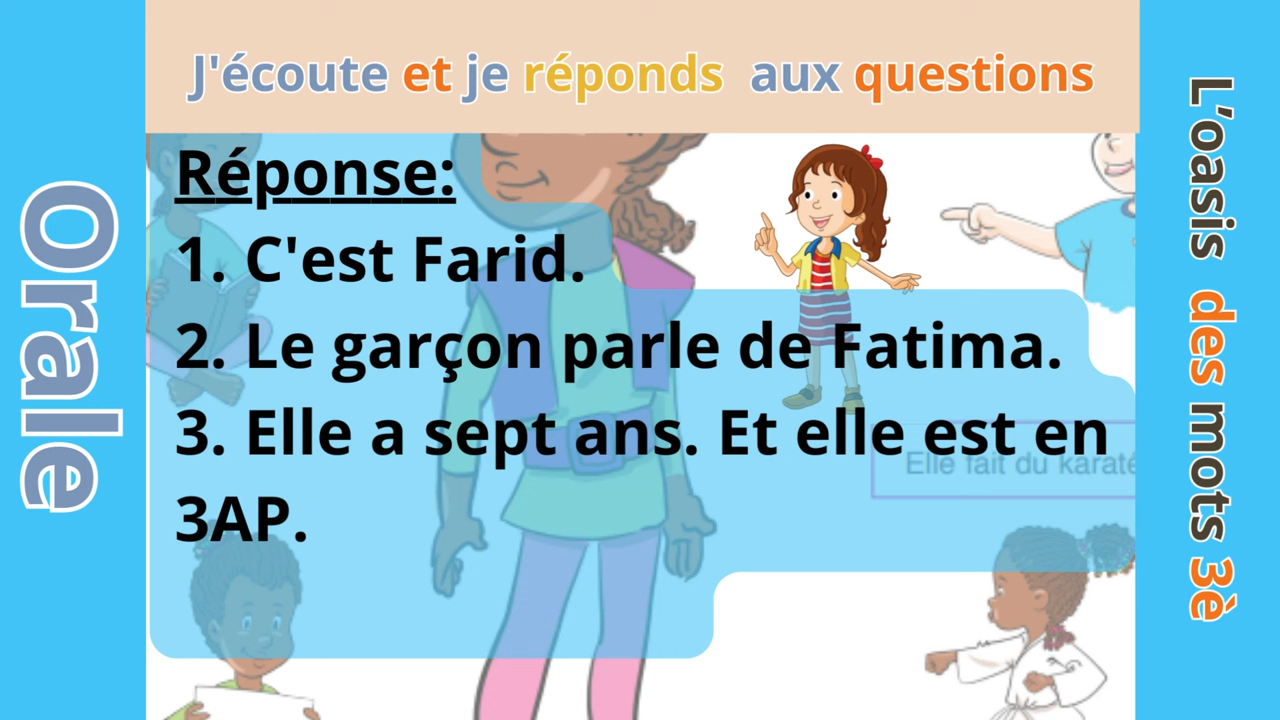 J'écoute et je réponds aux questions
Réponse:
1. C'est Farid.
2. Le garçon parle de Fatima.
3. Elle a sept ans. Et elle est en
3AP.
Elle fait du karaté
Orale
L'oasis des mots 3è